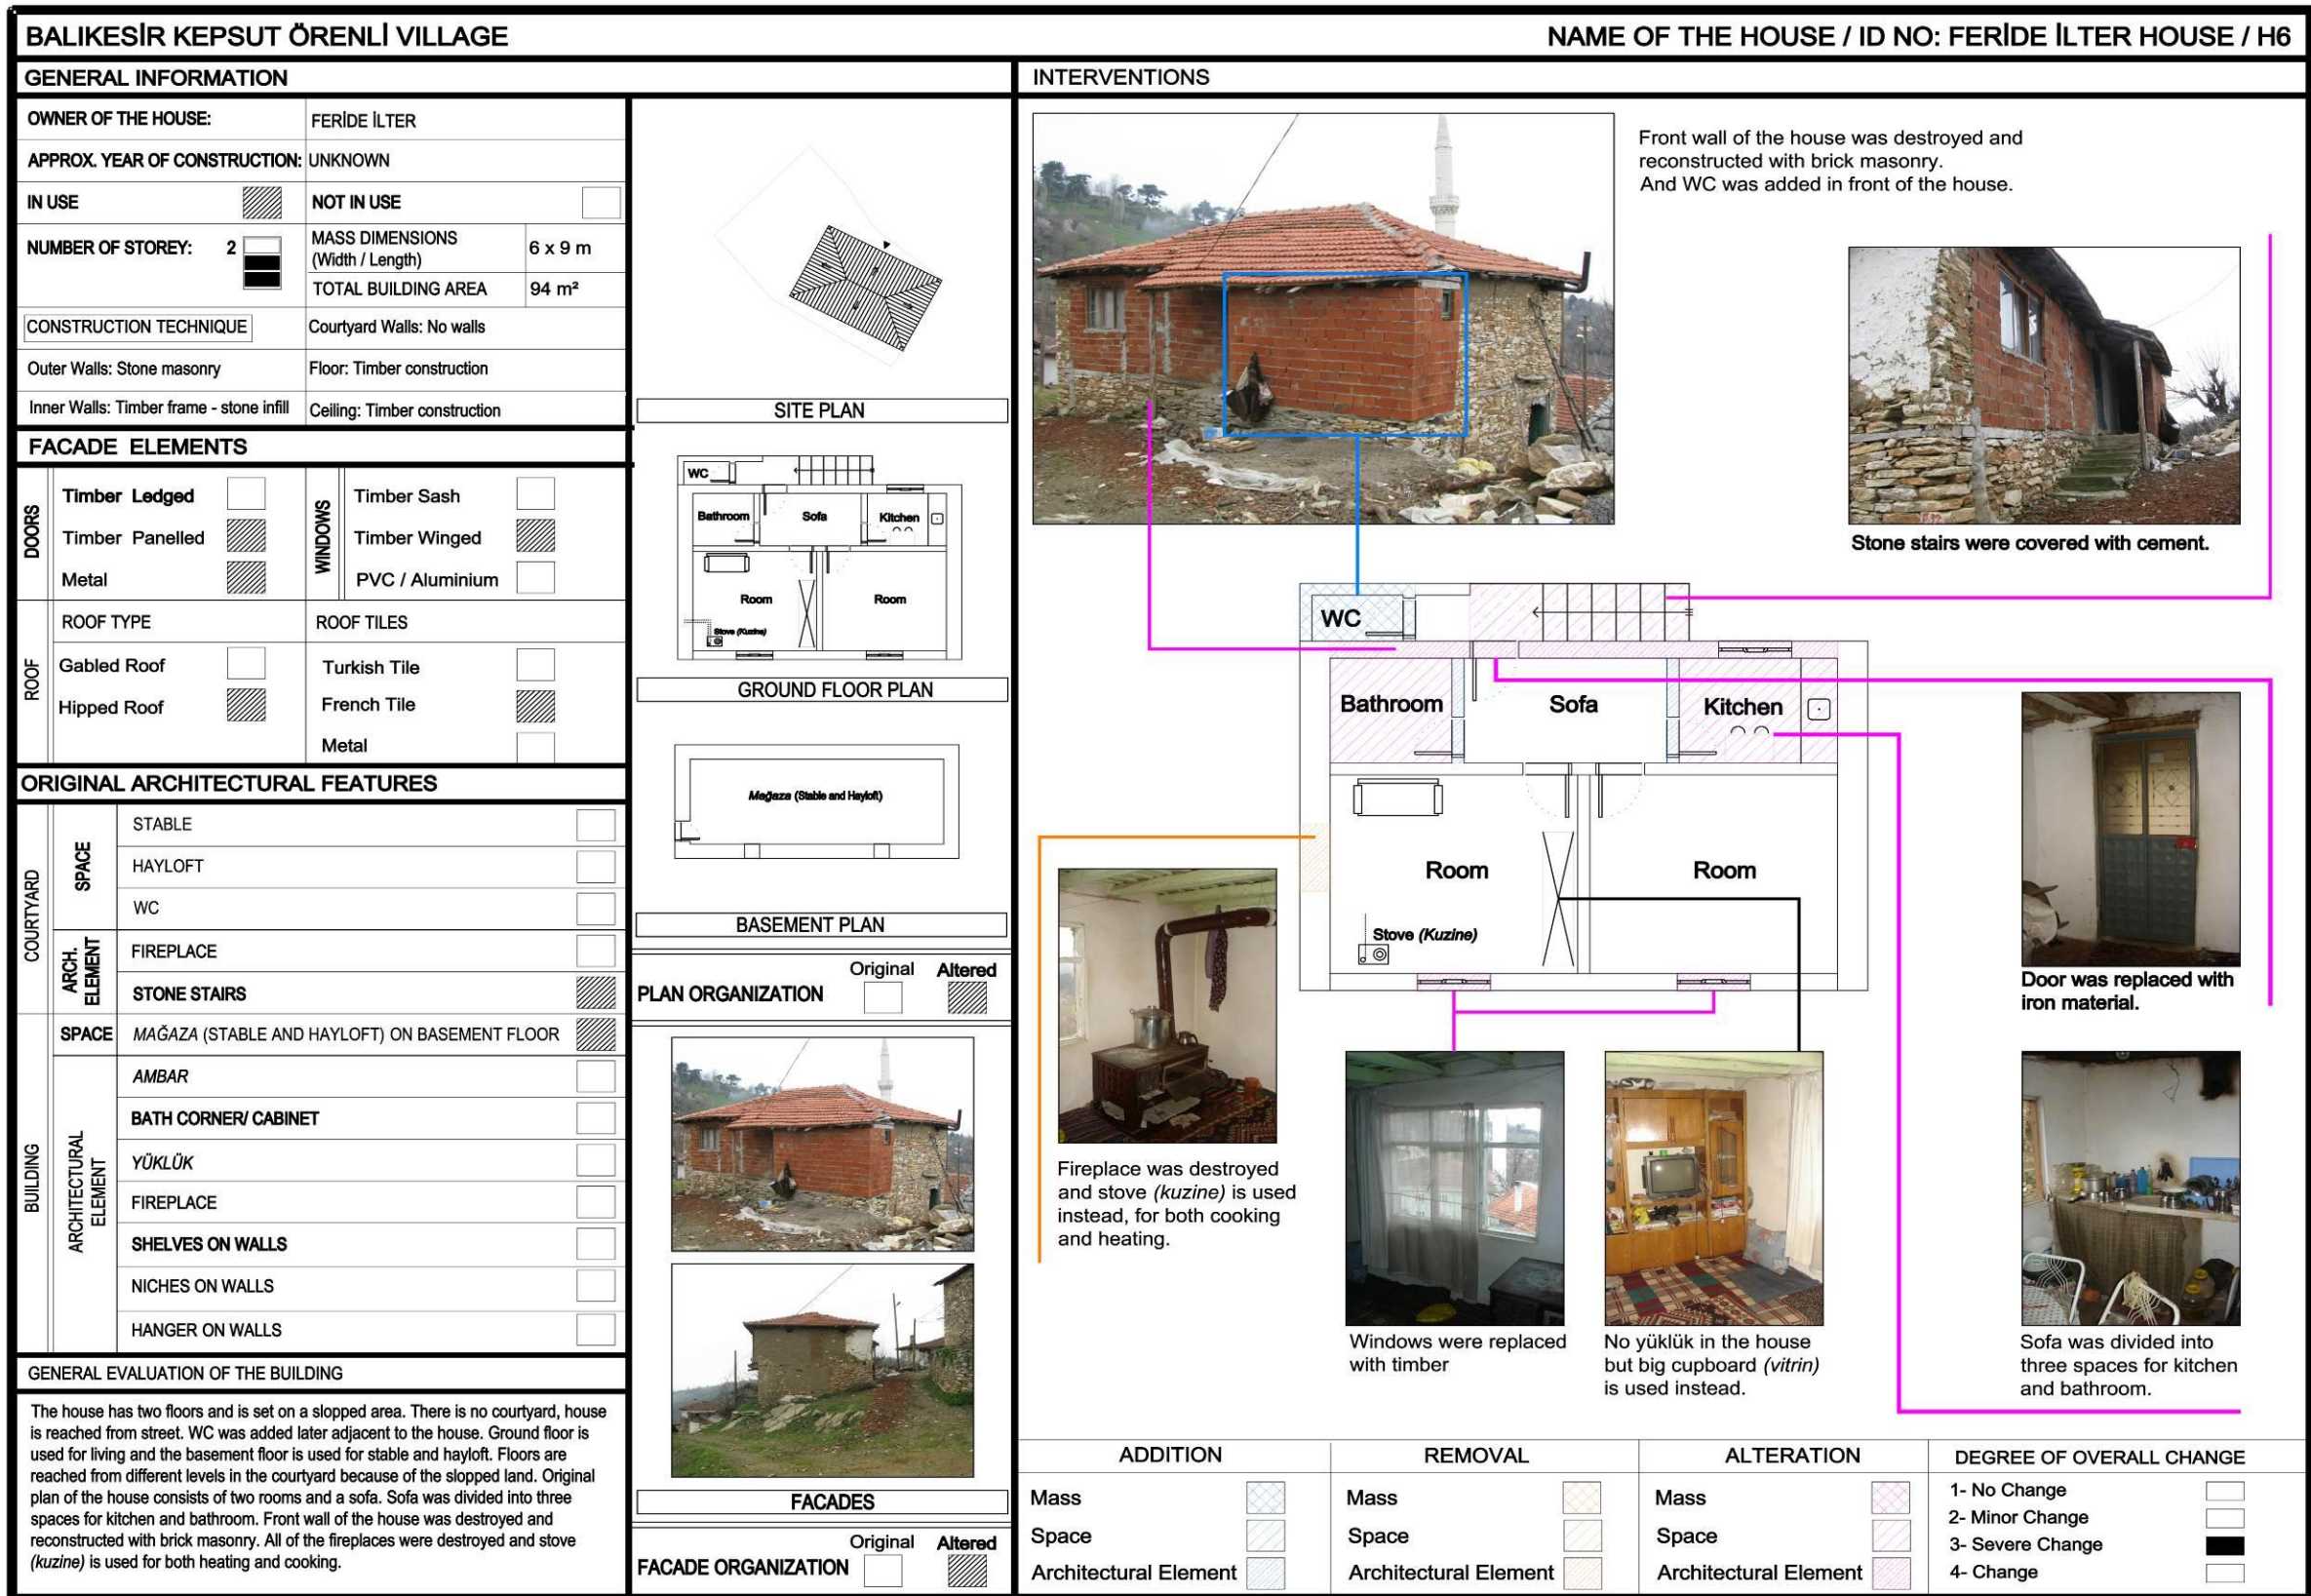 BALIKESİR KEPSUT ÖRENLİ VILLAGE
NAME OF THE HOUSE / ID NO: FERİDE İLTER HOUSE / H6
GENERAL INFORMATION
OWNER OF THE HOUSE: FERİDE İLTER
APPROX. YEAR OF CONSTRUCTION: UNKNOWN
IN USE
NOT IN USE
NUMBER OF STOREY: 2
MASS DIMENSIONS
(Width / Length)
6 x 9 m
TOTAL BUILDING AREA
94 m²
CONSTRUCTION TECHNIQUE
Courtyard Walls: No walls
Outer Walls: Stone masonry
Floor: Timber construction
Inner Walls: Timber frame - stone infill
Ceiling: Timber construction
FACADE ELEMENTS
DOORS
Timber Ledged
Timber Panelled
Metal
WINDOWS
Timber Sash
Timber Winged
PVC / Aluminium
ROOF
ROOF TYPE
Gabled Roof
Hipped Roof
ROOF TILES
Turkish Tile
French Tile
Metal
ORIGINAL ARCHITECTURAL FEATURES
COURTYARD
SPACE
STABLE
HAYLOFT
WC
ARCH.
ELEMENT
FIREPLACE
STONE STAIRS
BUILDING
SPACE
MAĞAZA (STABLE AND HAYLOFT) ON BASEMENT FLOOR
ARCHITECTURAL
ELEMENT
AMBAR
BATH CORNER/ CABINET
YÜKLÜK
FIREPLACE
SHELVES ON WALLS
NICHES ON WALLS
HANGER ON WALLS
GENERAL EVALUATION OF THE BUILDING
The house has two floors and is set on a slopped area. There is no courtyard, house
is reached from street. WC was added later adjacent to the house. Ground floor is
used for living and the basement floor is used for stable and hayloft. Floors are
reached from different levels in the courtyard because of the slopped land. Original
plan of the house consists of two rooms and a sofa. Sofa was divided into three
spaces for kitchen and bathroom. Front wall of the house was destroyed and
reconstructed with brick masonry. All of the fireplaces were destroyed and stove
(kuzine) is used for both heating and cooking.
SITE PLAN
WC
Bathroom
Sofa
Kitchen
Room
Room
Stove (Kuzine)
GROUND FLOOR PLAN
Mağaza (Stable and Hayloft)
BASEMENT PLAN
PLAN ORGANIZATION
Original
Altered
FACADES
FACADE ORGANIZATION
Original
Altered
INTERVENTIONS
Front wall of the house was destroyed and
reconstructed with brick masonry.
And WC was added in front of the house.
Stone stairs were covered with cement.
WC
Bathroom
Sofa
Kitchen
Room
Room
Stove (Kuzine)
Door was replaced with
iron material.
Fireplace was destroyed
and stove (kuzine) is used
instead, for both cooking
and heating.
Windows were replaced
with timber
No yüklük in the house
but big cupboard (vitrin)
is used instead.
Sofa was divided into
three spaces for kitchen
and bathroom.
ADDITION
Mass
Space
Architectural Element
REMOVAL
Mass
Space
Architectural Element
ALTERATION
Mass
Space
Architectural Element
DEGREE OF OVERALL CHANGE
1- No Change
2- Minor Change
3- Severe Change
4- Change